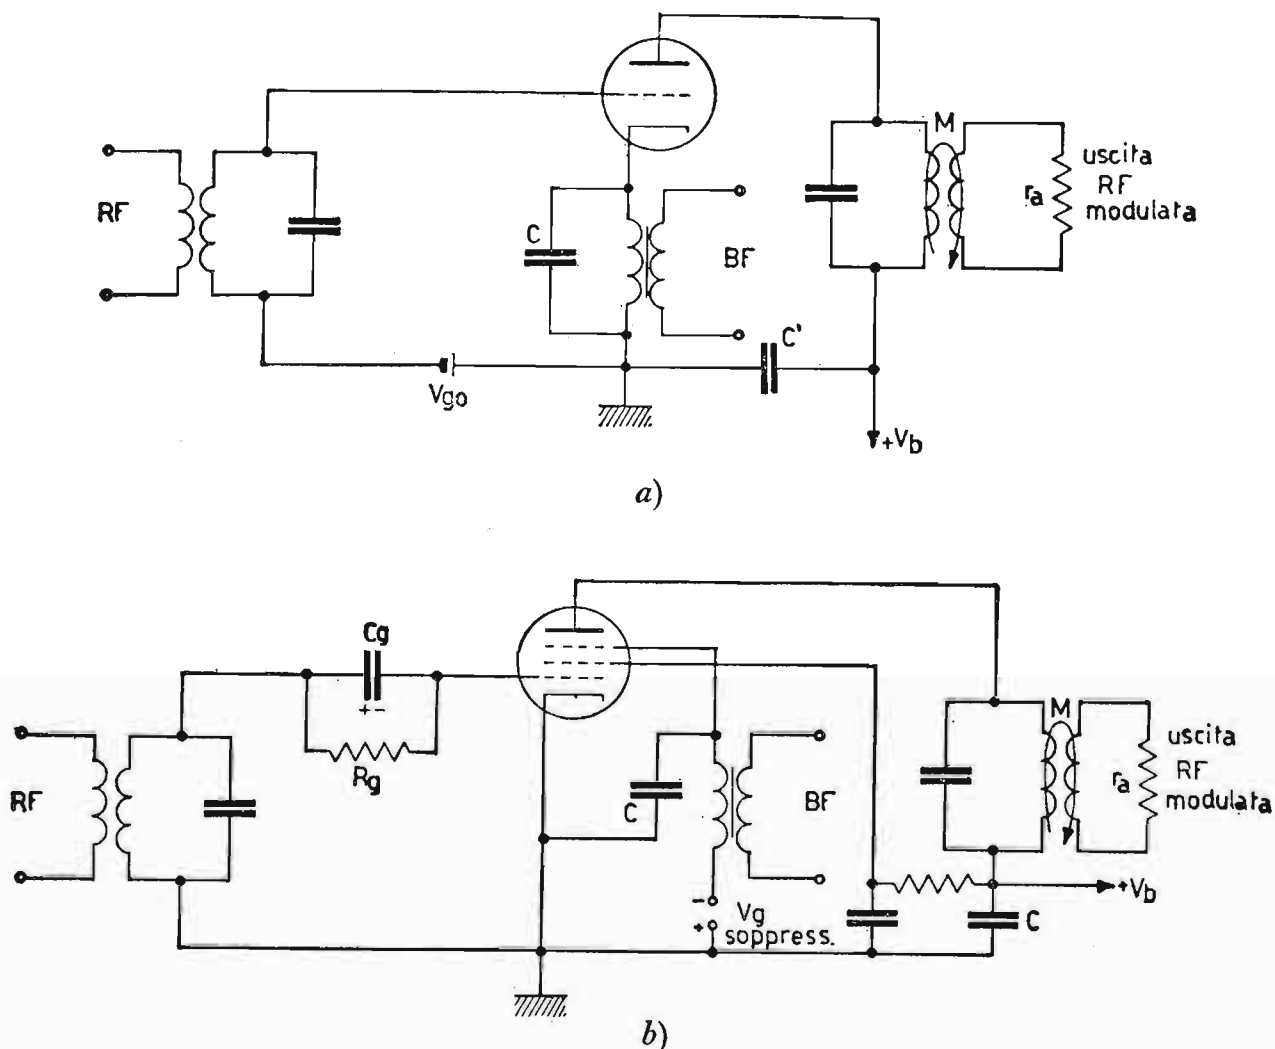 M
uscita
RF
modulata
ra
RF
C
BF
C'
Vgo
+Vb
a)
Cg
+ -
Rg
M
uscita
RF
modulata
ra
RF
C
BF
-
+
Vg
soppress.
+Vb
C
b)